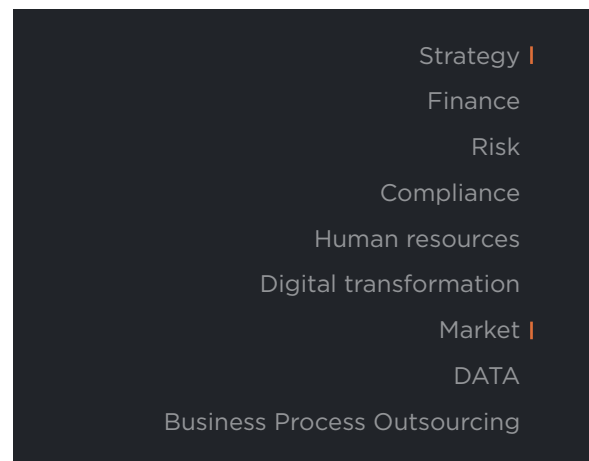 Strategy
Finance
Risk
Compliance
Human resources
Digital transformation
Market
DATA
Business Process Outsourcing